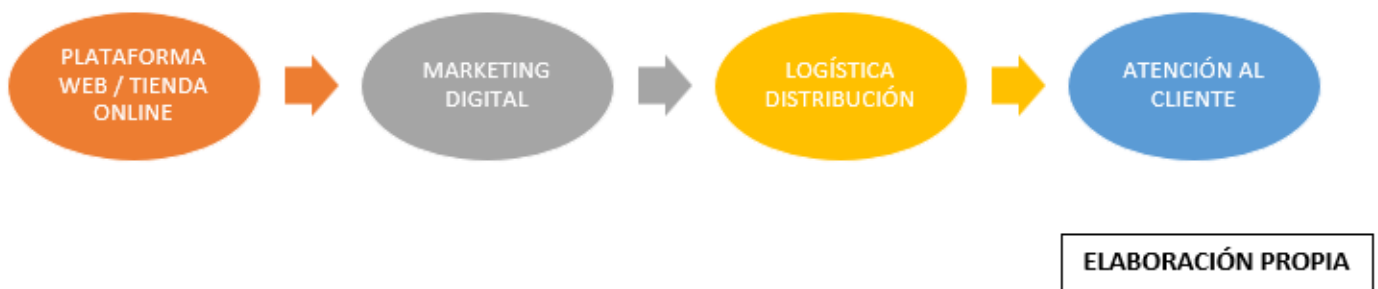 PLATAFORMA
WEB / TIENDA
ONLINE
MARKETING
DIGITAL
LOGÍSTICA
DISTRIBUCIÓN
ATENCIÓN AL
CLIENTE
ELABORACIÓN PROPIA